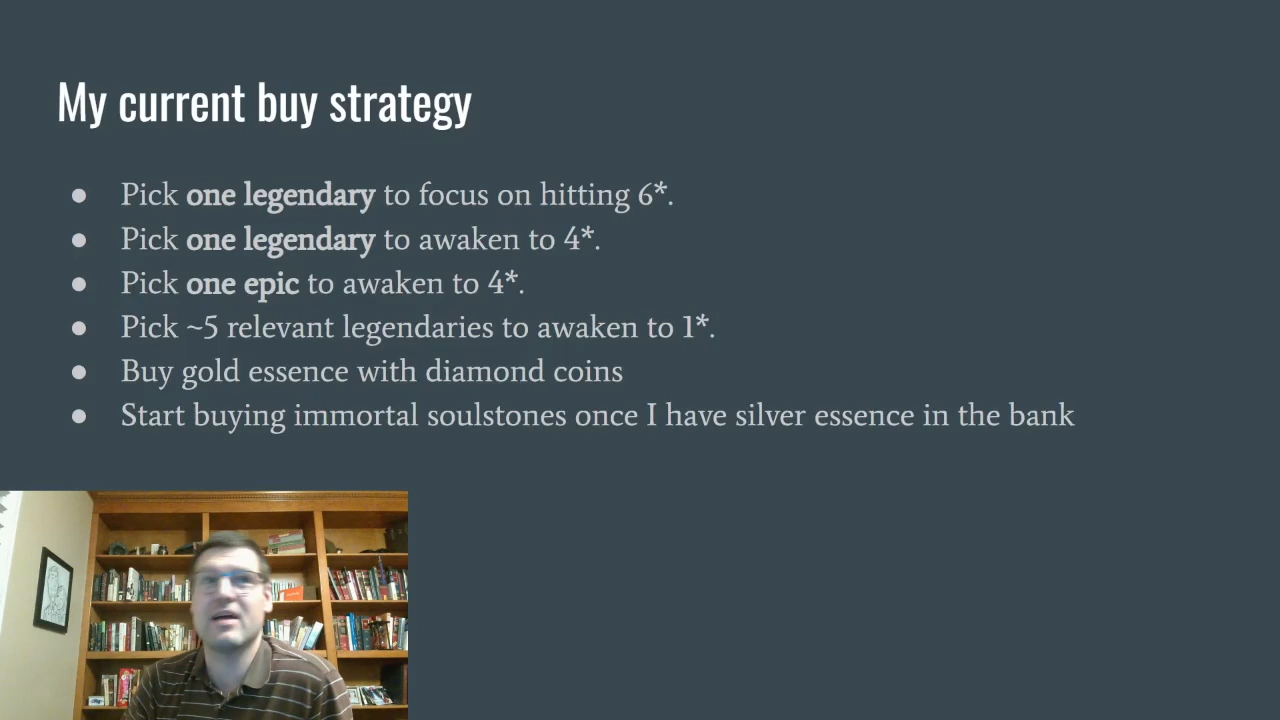 My current buy strategy
● Pick one legendary to focus on hitting 6*.
● Pick one legendary to awaken to 4*.
● Pick one epic to awaken to 4*.
● Pick ~5 relevant legendaries to awaken to 1*.
● Buy gold essence with diamond coins
● Start buying immortal soulstones once I have silver essence in the bank